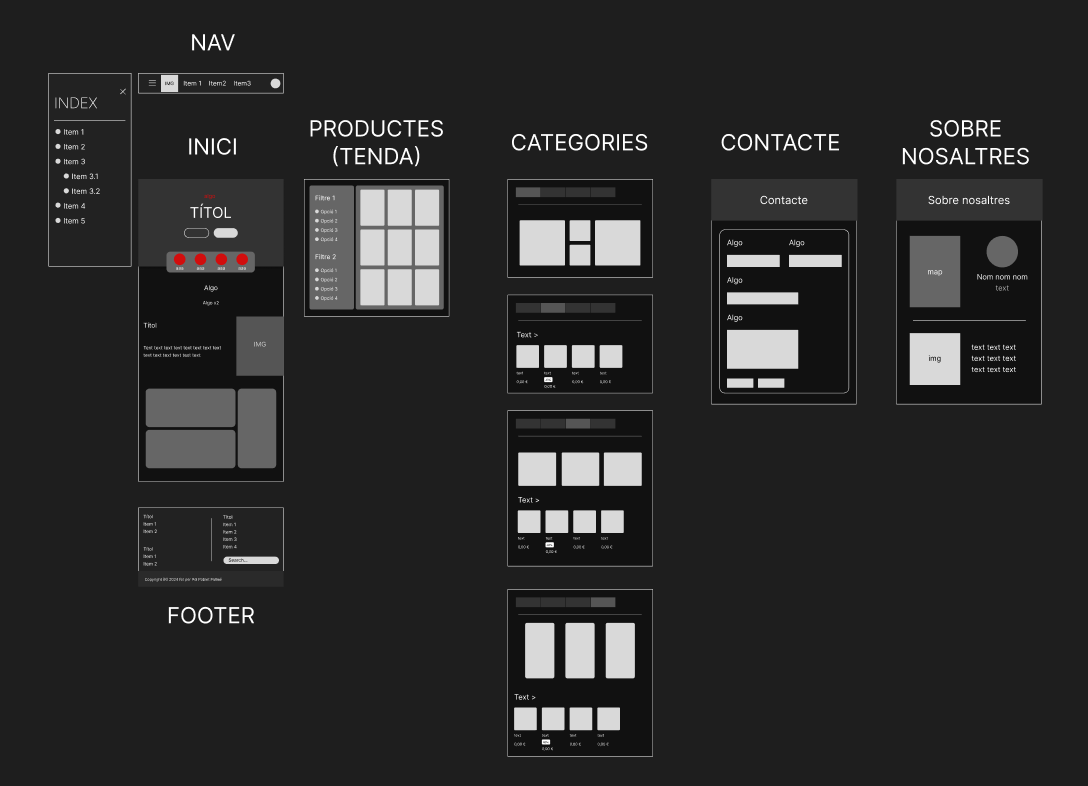 NAV
IMG Item 1 Item2 Item3
INDEX
Item 1
Item 2
Item 3
Item 3.1
Item 3.2
Item 4
Item 5
INICI
TÍTOL
Algo
Algo x2
Títol
Text text text text text text text text
text text text text text text
IMG
Títol
Item 1
Item 2
Títol
Item 1
Item 2
Títol
Item 1
Item 2
Item 3
Item 4
Search...
FOOTER
PRODUCTES
(TENDA)
Filtre 1
Opció 1
Opció 2
Opció 3
Opció 4
Filtre 2
Opció 1
Opció 2
Opció 3
Opció 4
CATEGORIES
Text >
text text text text
0,00 € 0,00 € 0,00 € 0,00 €
Text >
text text text text
0,00 € 0,00 € 0,00 € 0,00 €
Text >
text text text text
0,00 € 0,00 € 0,00 € 0,00 €
CONTACTE
Contacte
Algo Algo
Algo
Algo
SOBRE
NOSALTRES
Sobre nosaltres
map
Nom nom nom
text
img
text text text
text text text
text text text